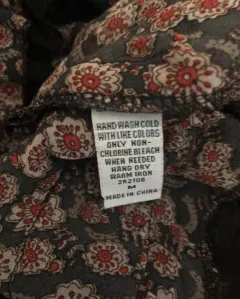 HAND WASH COLD
WITH LIKE COLORS
ONLY NON-
CHLORINE BLEACH
WHEN NEEDED
HANG DRY
WARM IRON
2R2108
M
MADE IN CHINA